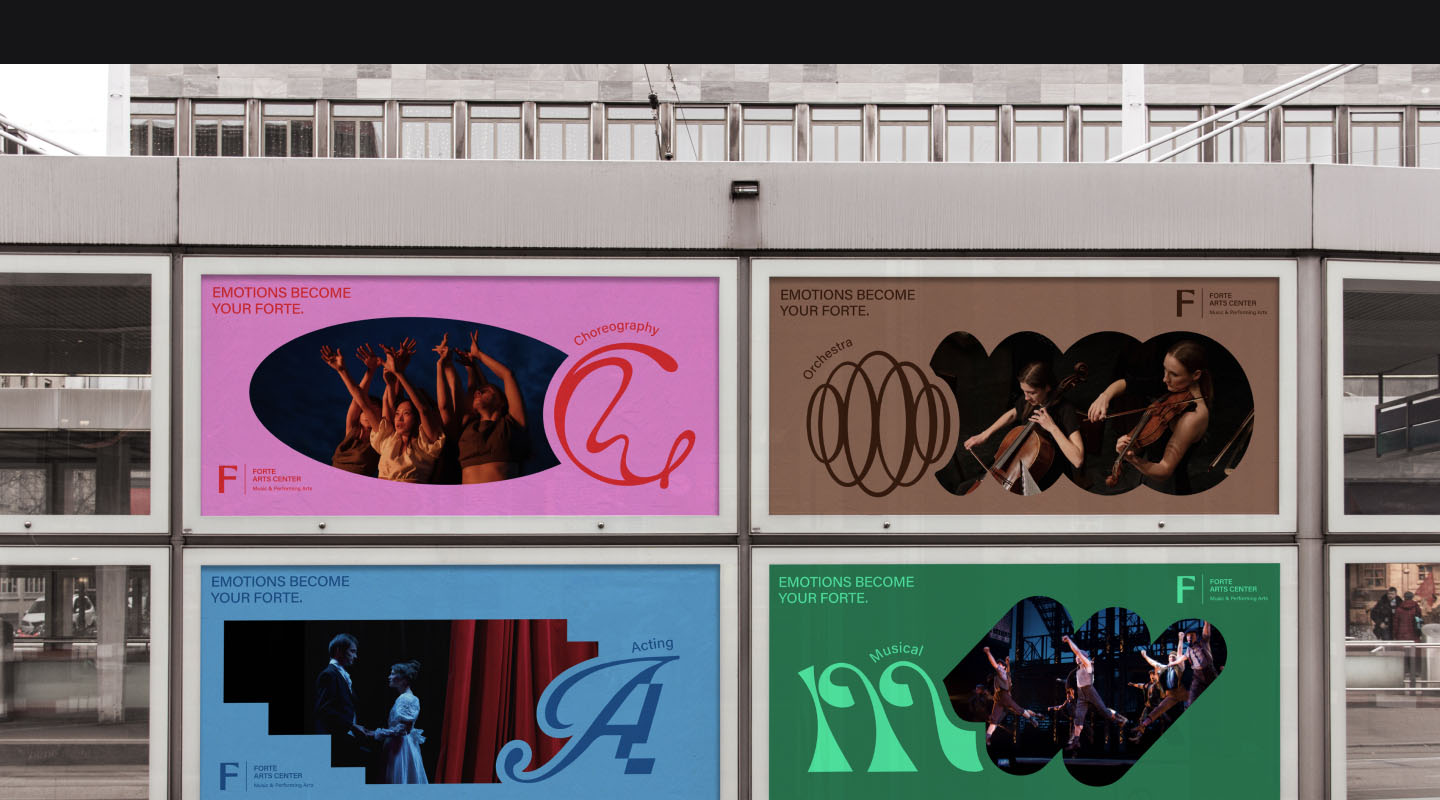 EMOTIONS BECOME
YOUR FORTE.
Choreography
C
F
FORTE
ARTS CENTER
Music & Performing Arts
EMOTIONS BECOME
YOUR FORTE.
F
FORTE
ARTS CENTER
Music & Performing Arts
Orchestra
EMOTIONS BECOME
YOUR FORTE.
Acting
A
F
FORTE
ARTS CENTER
Music & Performing Arts
EMOTIONS BECOME
YOUR FORTE.
F
FORTE
ARTS CENTER
Music & Performing Arts
Musical
m